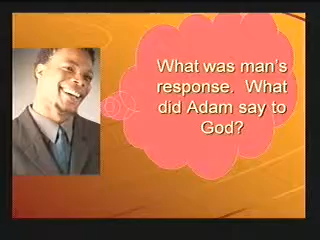 What was man's
response.  What
did Adam say to
God?